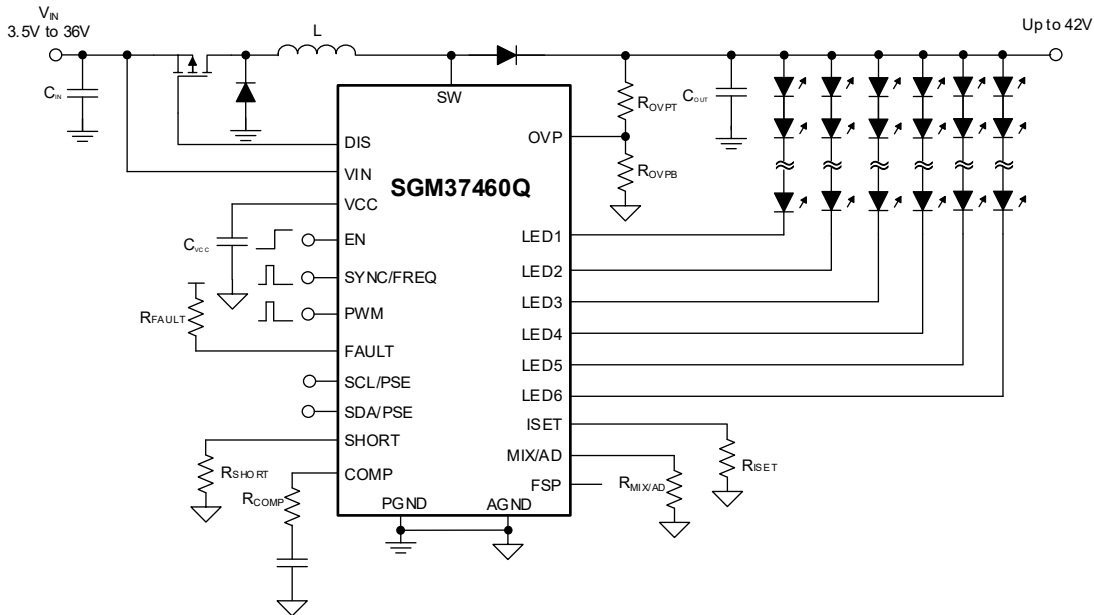 VIN
3.5V to 36V
L
Up to 42V
CIN
SW
ROVPT
COUT
DIS
OVP
VIN
ROVPB
SGM37460Q
VCC
CVCC
EN
LED1
SYNC/FREQ
LED2
RFAULT
PWM
LED3
FAULT
LED4
SCL/PSE
LED5
SDA/PSE
LED6
SHORT
ISET
RSHORT
COMP
MIX/AD
RISET
RCOMP
FSP
RMIX/AD
PGND
AGND